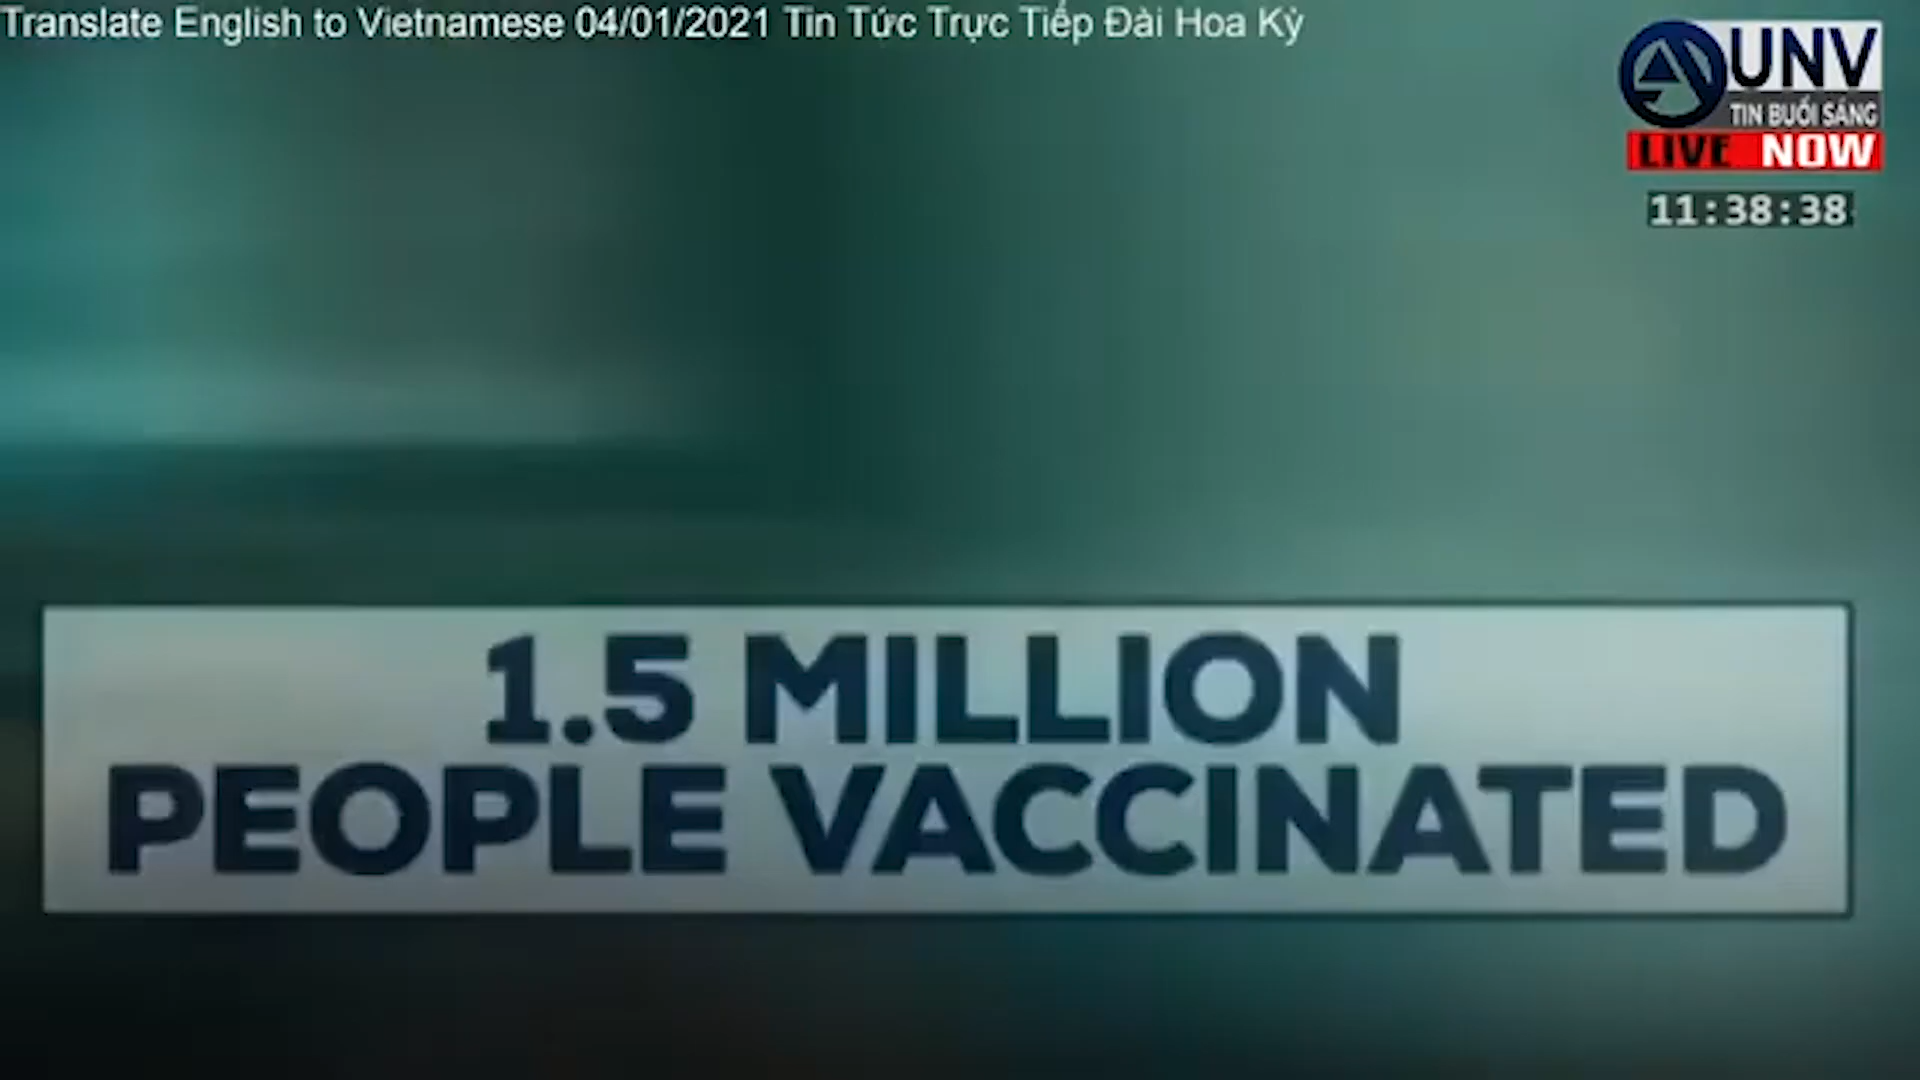 Translate English to Vietnamese 04/01/2021 Tin Tức Trực Tiếp Đài Hoa Kỳ
UNV
TIN BUỔI SÁNG
LIVE NOW
11:38:38
1.5 MILLION
PEOPLE VACCINATED